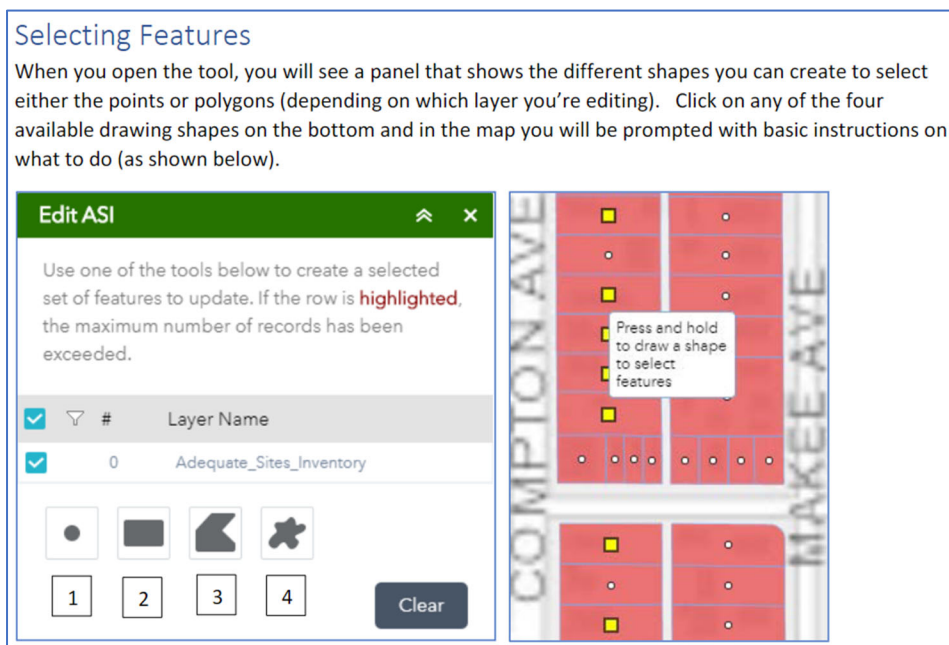 Selecting Features
When you open the tool, you will see a panel that shows the different shapes you can create to select
either the points or polygons (depending on which layer you're editing).   Click on any of the four
available drawing shapes on the bottom and in the map you will be prompted with basic instructions on
what to do (as shown below).
Edit ASI
Use one of the tools below to create a selected
set of features to update. If the row is highlighted,
the maximum number of records has been
exceeded.
# Layer Name
0 Adequate_Sites_Inventory
1 2 3 4
Clear
COMPTON AVE
Press and hold
to draw a shape
to select
features
MAKEE AVE